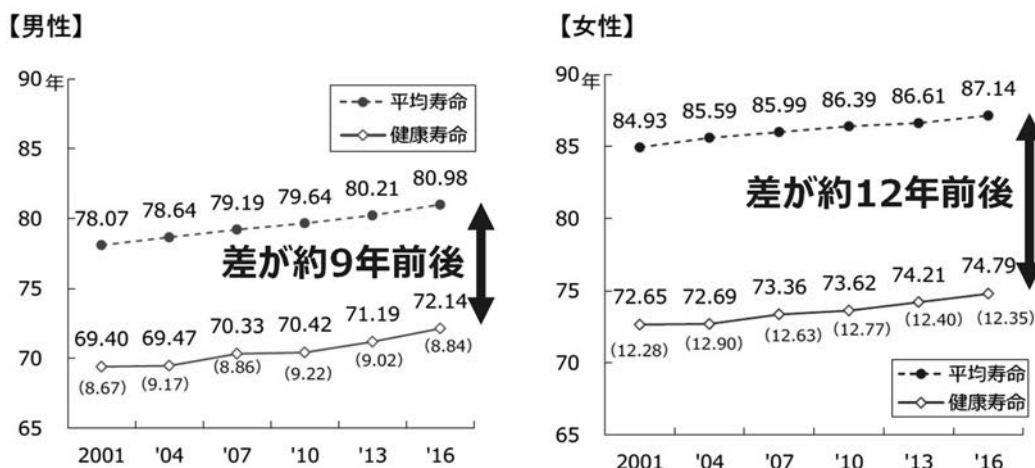 【男性】
90年
平均寿命
健康寿命
85
78.07 78.64 79.19 79.64 80.21 80.98
80
差が約9年前後
75
69.40 69.47 70.33 70.42 71.19 72.14
70
(8.67) (9.17) (8.86) (9.22) (9.02) (8.84)
65
2001 '04 '07 '10 '13 '16
【女性】
90年
84.93 85.59 85.99 86.39 86.61 87.14
85
差が約12年前後
80
75
72.65 72.69 73.36 73.62 74.21 74.79
(12.28) (12.90) (12.63) (12.77) (12.40) (12.35)
70
平均寿命
健康寿命
65
2001 '04 '07 '10 '13 '16